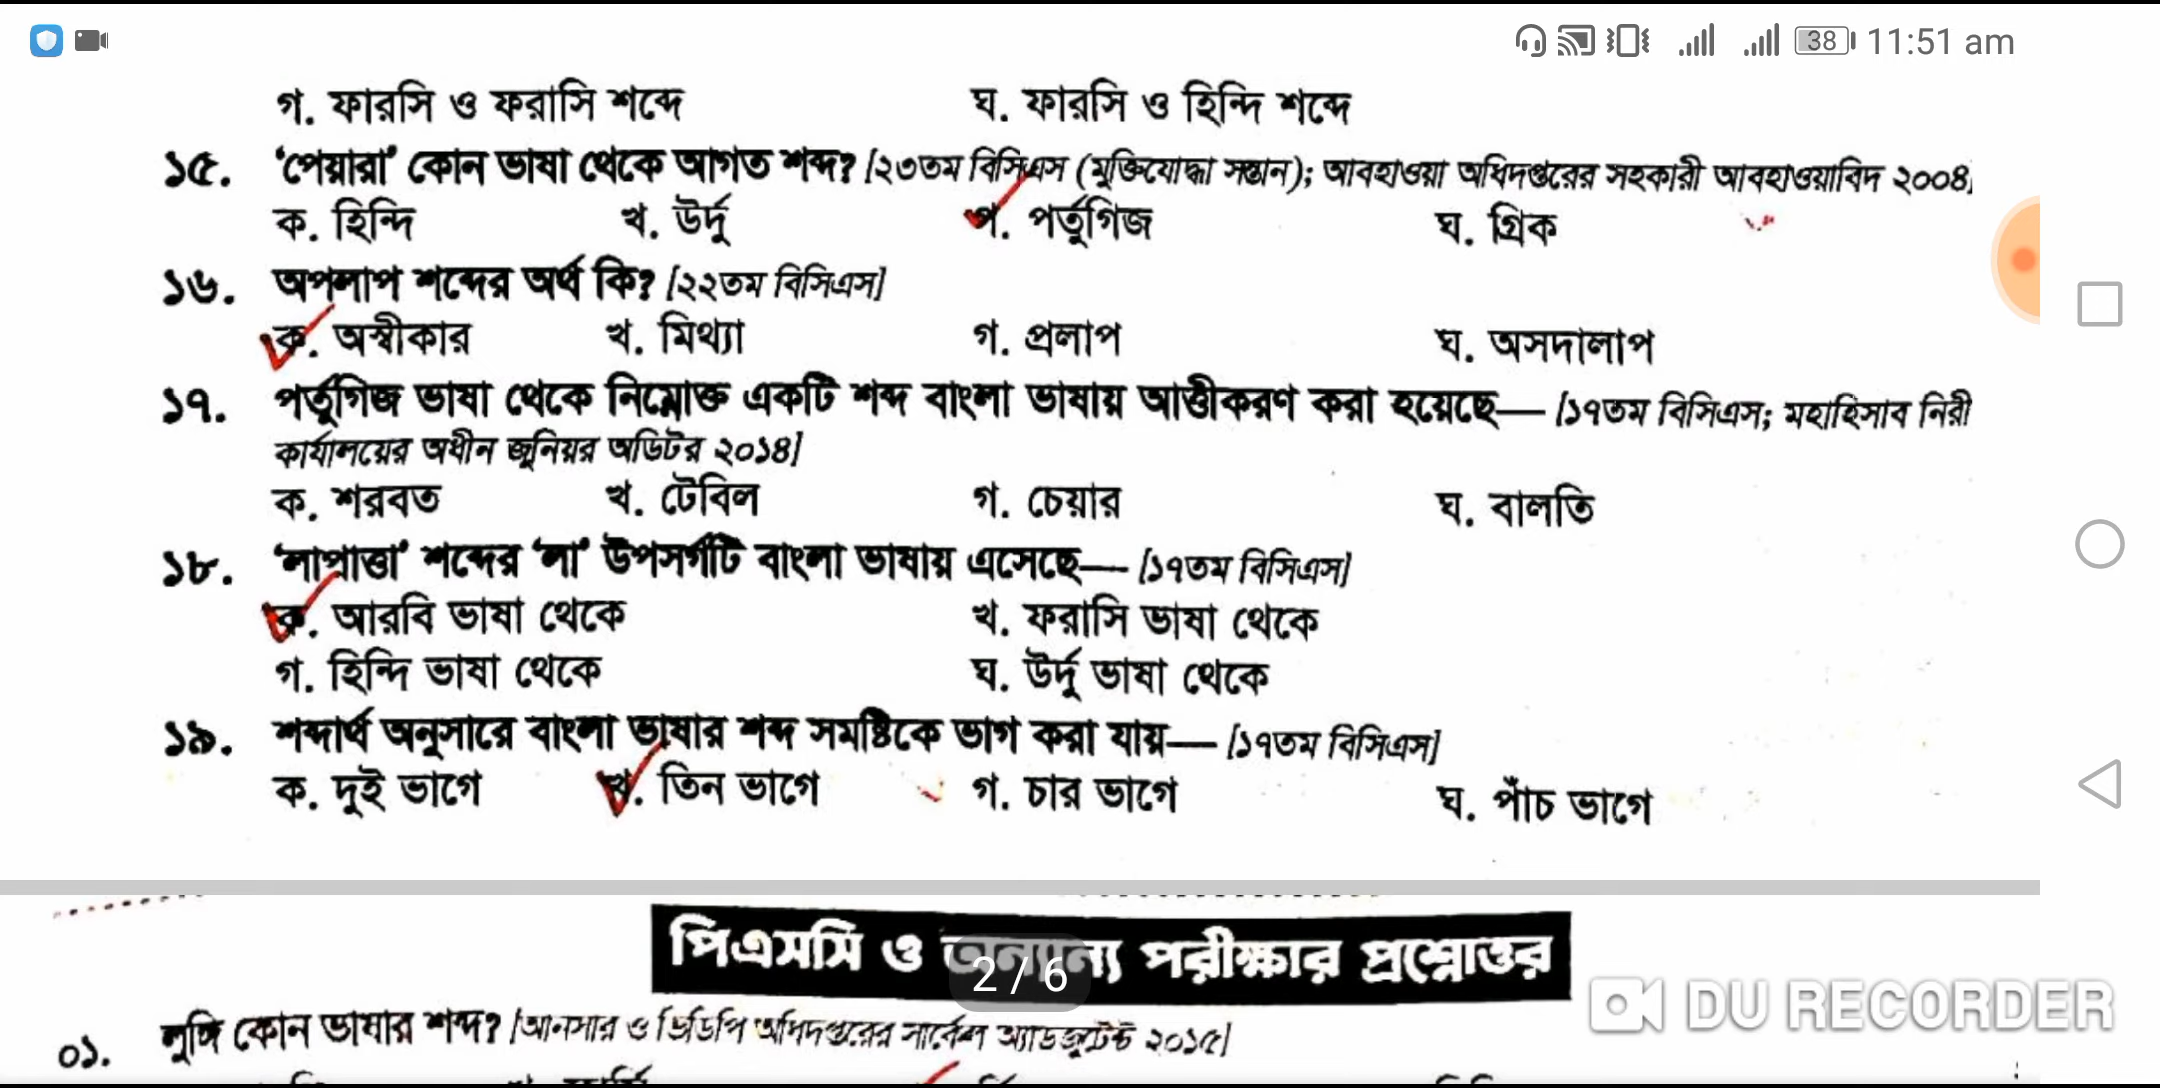 38 11:51 am
গ. ফারসি ও ফরাসি শব্দে ঘ. ফারসি ও হিন্দি শব্দে
১৫. ‘পেয়ারা’ কোন ভাষা থেকে আগত শব্দ? [২৩তম বিসিএস (মুক্তিযোদ্ধা সন্তান); আবহাওয়া অধিদপ্তরের সহকারী আবহাওয়াবিদ ২০০৪]
ক. হিন্দি খ. উর্দু গ. পর্তুগিজ ঘ. গ্রিক
১৬. অপলাপ শব্দের অর্থ কি? [২২তম বিসিএস]
ক. অস্বীকার খ. মিথ্যা গ. প্রলাপ ঘ. অসদালাপ
১৭. পর্তুগিজ ভাষা থেকে নিম্নোক্ত একটি শব্দ বাংলা ভাষায় আত্তীকরণ করা হয়েছে— [১৭তম বিসিএস; মহাহিসাব নিরী
কার্যালয়ের অধীন জুনিয়র অডিটর ২০১৪]
ক. শরবত খ. টেবিল গ. চেয়ার ঘ. বালতি
১৮. ‘লাপাত্তা’ শব্দের ‘লা’ উপসর্গটি বাংলা ভাষায় এসেছে— [১৭তম বিসিএস]
ক. আরবি ভাষা থেকে খ. ফরাসি ভাষা থেকে
গ. হিন্দি ভাষা থেকে ঘ. উর্দু ভাষা থেকে
১৯. শব্দার্থ অনুসারে বাংলা ভাষার শব্দ সমষ্টিকে ভাগ করা যায়— [১৭তম বিসিএস]
ক. দুই ভাগে খ. তিন ভাগে গ. চার ভাগে ঘ. পাঁচ ভাগে
পিএসসি ও অন্যান্য পরীক্ষার প্রশ্নোত্তর
2 / 6
DU RECORDER
০১. লুঙ্গি কোন ভাষার শব্দ? [আনসার ও ভিডিপি অধিদপ্তরের সার্কেল অ্যাডজুটেন্ট ২০১৫]